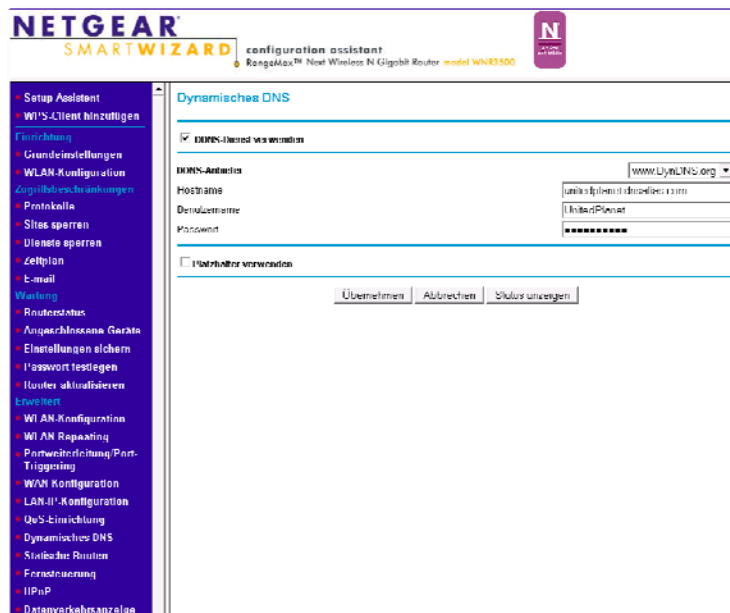 NETGEAR
SMARTWIZARD configuration assistant
RangeMax™ Next Wireless N Gigabit Router model WNR3500
N
Setup Assistent
WPS-Client hinzufügen
Einrichtung
Grundeinstellungen
WLAN-Konfiguration
Zugriffsbeschränkungen
Protokolle
Sites sperren
Dienste sperren
Zeitplan
E-mail
Wartung
Routerstatus
Angeschlossene Geräte
Einstellungen sichern
Passwort festlegen
Router aktualisieren
Erweitert
WLAN-Konfiguration
WLAN Repeating
Portweiterleitung/Port-
Triggering
WAN Konfiguration
LAN-IP-Konfiguration
QoS-Einrichtung
Dynamisches DNS
Statische Routen
Fernsteuerung
UPnP
Datenverkehrsanzeige
Dynamisches DNS
DDNS-Dienst verwenden
DDNS-Anbieter www.DynDNS.org
Hostname unitedplanet.dnsalias.com
Benutzername UnitedPlanet
Passwort ••••••••••
Platzhalter verwenden
Übernehmen Abbrechen Status anzeigen